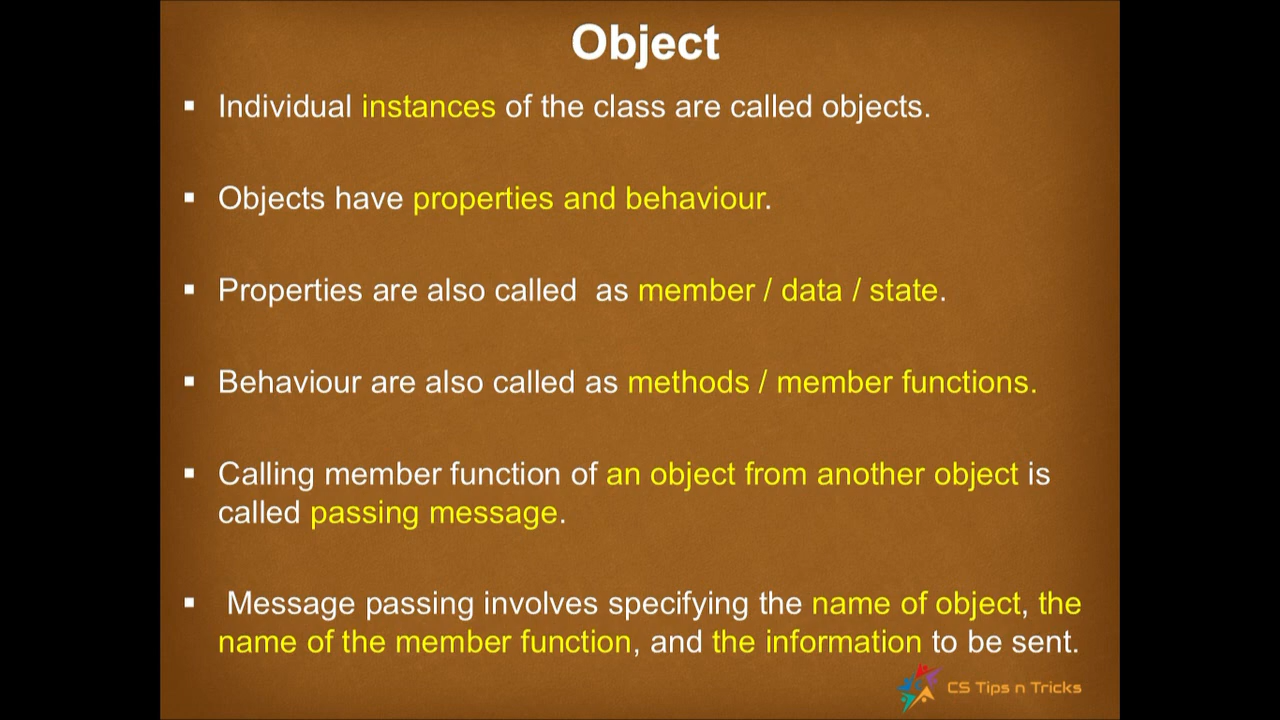 Object
▪ Individual instances of the class are called objects.
▪ Objects have properties and behaviour.
▪ Properties are also called  as member / data / state.
▪ Behaviour are also called as methods / member functions.
▪ Calling member function of an object from another object is
called passing message.
▪ Message passing involves specifying the name of object, the
name of the member function, and the information to be sent.
CS Tips n Tricks